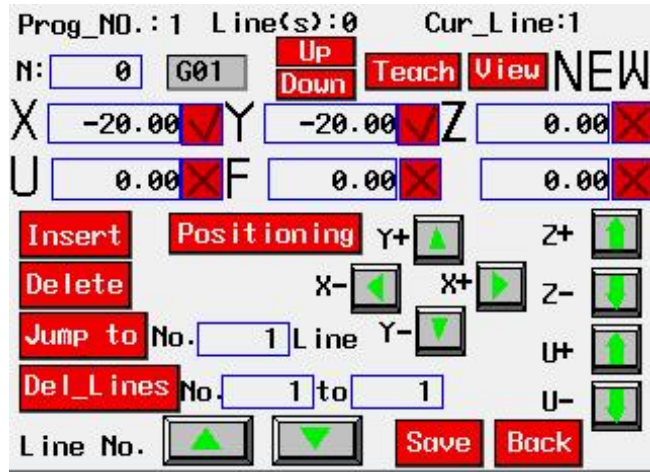 Prog_NO.:1 Line(s):0 Cur_Line:1
N: 0 G01 Up Down Teach View NEW
X -20.00 Y -20.00 Z 0.00
U 0.00 F 0.00 0.00
Insert Positioning Y+ Z+
Delete X- X+ Z-
Jump to No. 1 Line Y- U+
Del_Lines No. 1 to 1 U-
Line No. Save Back